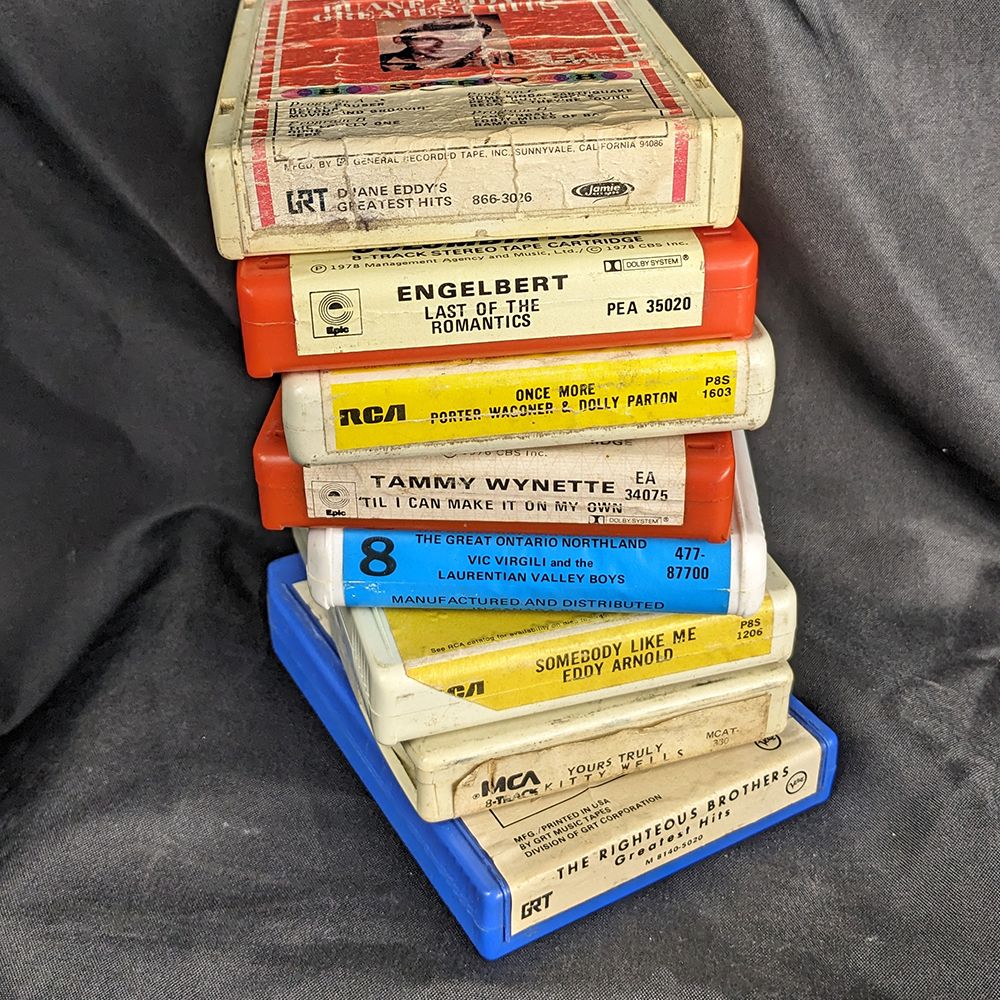 GREATEST HITS
STEREO 8
ONE
EARTHQUAKE
MFGD. BY Ⓟ GENERAL RECORDED TAPE, INC., SUNNYVALE, CALIFORNIA 94086
GRT DUANE EDDY'S
GREATEST HITS 866-3026
Jamie
8-TRACK STEREO TAPE CARTRIDGE
Ⓟ 1978 Management Agency and Music, Ltd./© 1978 CBS Inc.
DOLBY SYSTEM®
ENGELBERT
LAST OF THE
ROMANTICS
PEA 35020
Epic
RCA
ONCE MORE
PORTER WAGONER & DOLLY PARTON
P8S
1603
1976 CBS Inc.
TAMMY WYNETTE
'TIL I CAN MAKE IT ON MY OWN
EA
34075
Epic
DOLBY SYSTEM®
8
THE GREAT ONTARIO NORTHLAND
VIC VIRGILI and the
LAURENTIAN VALLEY BOYS
477-
87700
MANUFACTURED AND DISTRIBUTED
See RCA catalog for availability on disc
SOMEBODY LIKE ME
EDDY ARNOLD
P8S
1206
RCA
MCA
8-TRACK
YOURS TRULY
KITTY WELLS
MCAT-
MFG./PRINTED IN USA
BY GRT MUSIC TAPES
DIVISION OF GRT CORPORATION
THE RIGHTEOUS BROTHERS
Greatest Hits
M 8140-5020
GRT
Verve